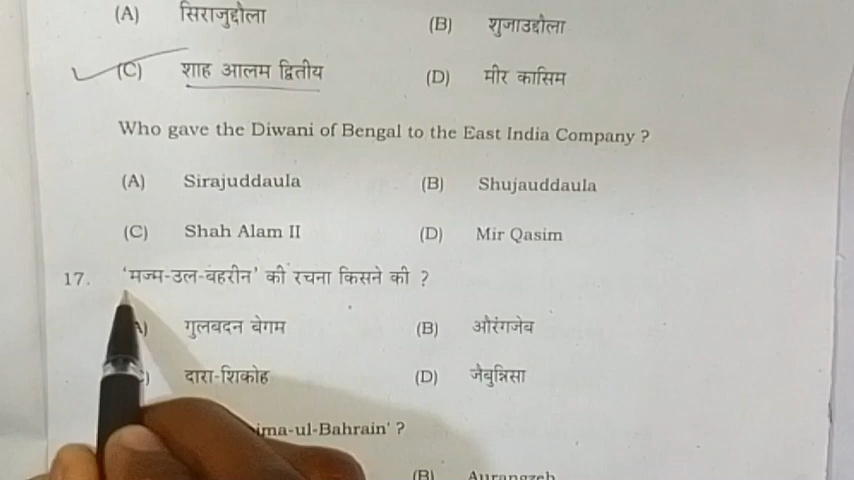 (A) सिराजुद्दौला (B) शुजाउद्दौला
(C) शाह आलम द्वितीय (D) मीर कासिम
Who gave the Diwani of Bengal to the East India Company ?
(A) Sirajuddaula (B) Shujauddaula
(C) Shah Alam II (D) Mir Qasim
17. 'मज्म-उल-बहरीन' की रचना किसने की ?
गुलबदन बेगम (B) औरंगजेब
दारा-शिकोह (D) जैबुन्निसा
-ul-Bahrain' ?
(B) Aurangzeb